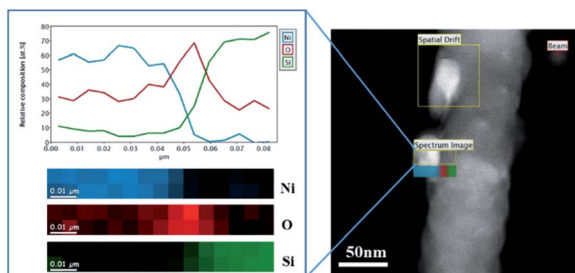 Ni
O
Si
Relative composition [at.%]
80
70
60
50
40
30
20
10
0
0.00
0.01
0.02
0.03
0.04
0.05
0.06
0.07
0.08
µm
0.01 µm
Ni
0.01 µm
O
0.01 µm
Si
Spatial Drift
Beam
Spectrum Image
50nm